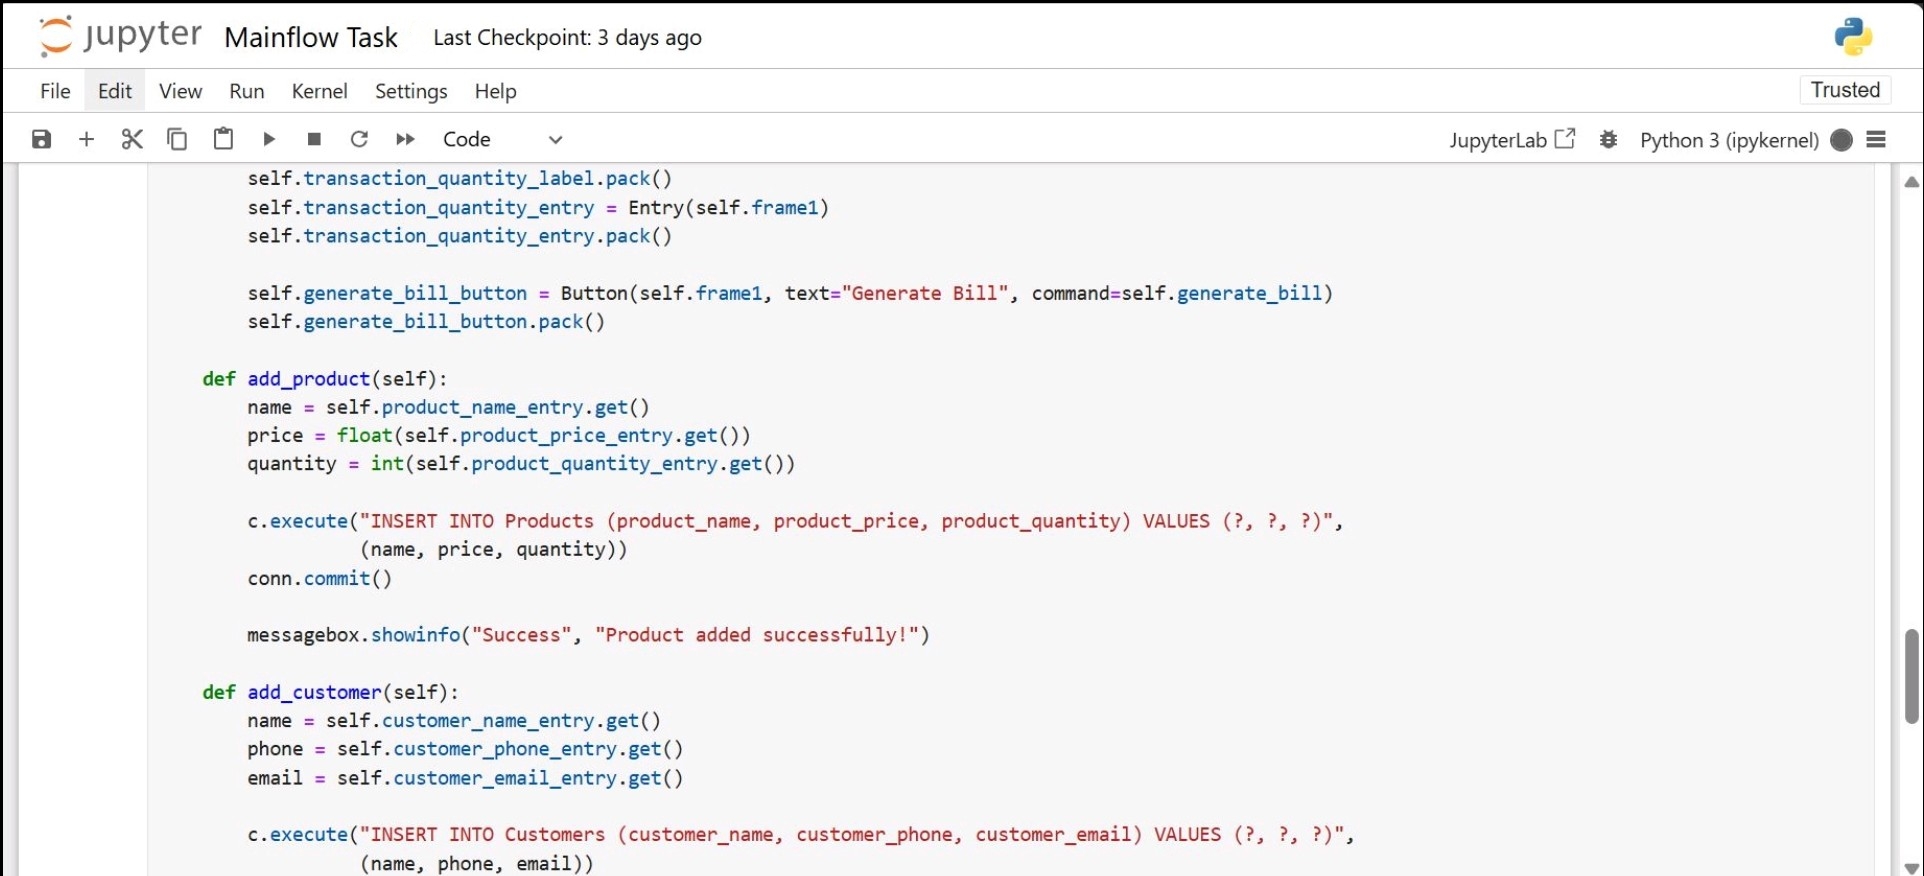 jupyter Mainflow Task Last Checkpoint: 3 days ago
File Edit View Run Kernel Settings Help Trusted
Code JupyterLab Python 3 (ipykernel)
self.transaction_quantity_label.pack()
self.transaction_quantity_entry = Entry(self.frame1)
self.transaction_quantity_entry.pack()
self.generate_bill_button = Button(self.frame1, text="Generate Bill", command=self.generate_bill)
self.generate_bill_button.pack()
def add_product(self):
name = self.product_name_entry.get()
price = float(self.product_price_entry.get())
quantity = int(self.product_quantity_entry.get())
c.execute("INSERT INTO Products (product_name, product_price, product_quantity) VALUES (?, ?, ?)",
(name, price, quantity))
conn.commit()
messagebox.showinfo("Success", "Product added successfully!")
def add_customer(self):
name = self.customer_name_entry.get()
phone = self.customer_phone_entry.get()
email = self.customer_email_entry.get()
c.execute("INSERT INTO Customers (customer_name, customer_phone, customer_email) VALUES (?, ?, ?)",
(name, phone, email))